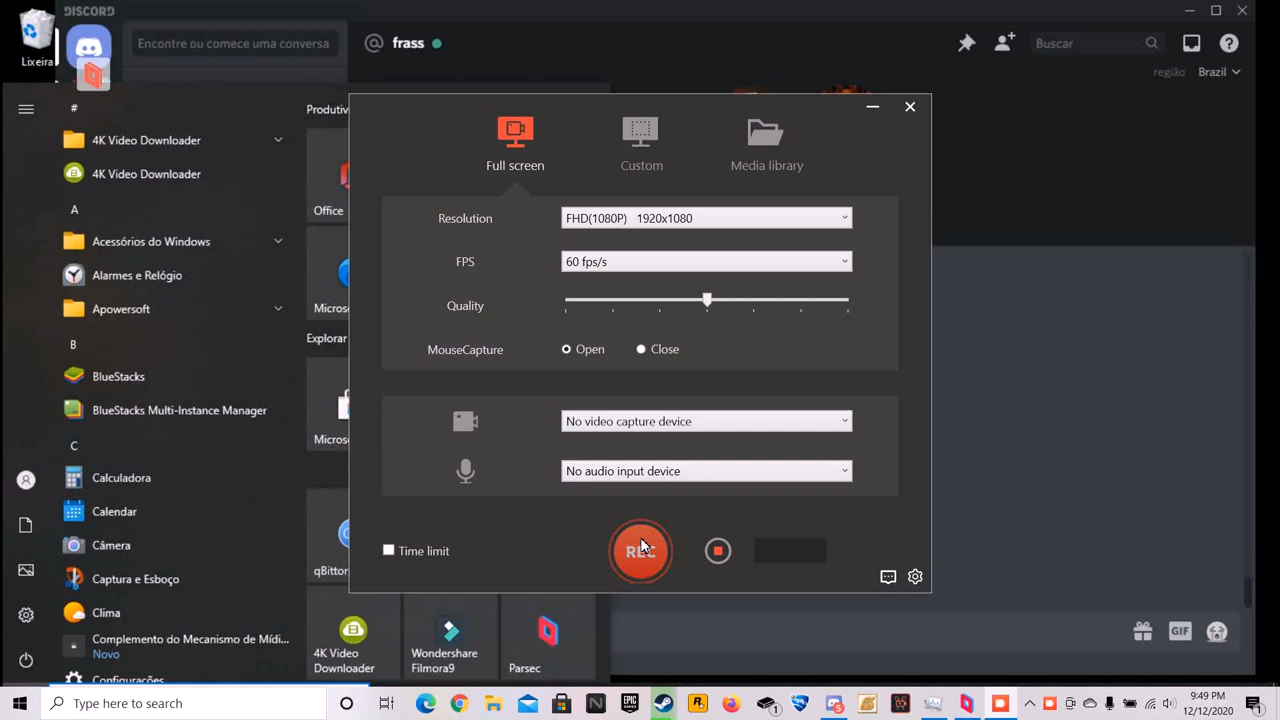 DISCORD
Lixeira
Encontre ou comece uma conversa
@ frass
Buscar
região Brazil
#
4K Video Downloader
4K Video Downloader
A
Acessórios do Windows
Alarmes e Relógio
Apowersoft
B
BlueStacks
BlueStacks Multi-Instance Manager
C
Calculadora
Calendar
Câmera
Captura e Esboço
Clima
Complemento do Mecanismo de Mídi...
Novo
Configurações
Produtivi
Office
Micros
Explorar
Micros
qBittor
4K Video
Downloader
Wondershare
Filmora9
Parsec
Full screen
Custom
Media library
Resolution
FHD(1080P) 1920x1080
FPS
60 fps/s
Quality
MouseCapture
Open
Close
No video capture device
No audio input device
Time limit
REC
GIF
Type here to search
9:49 PM
12/12/2020